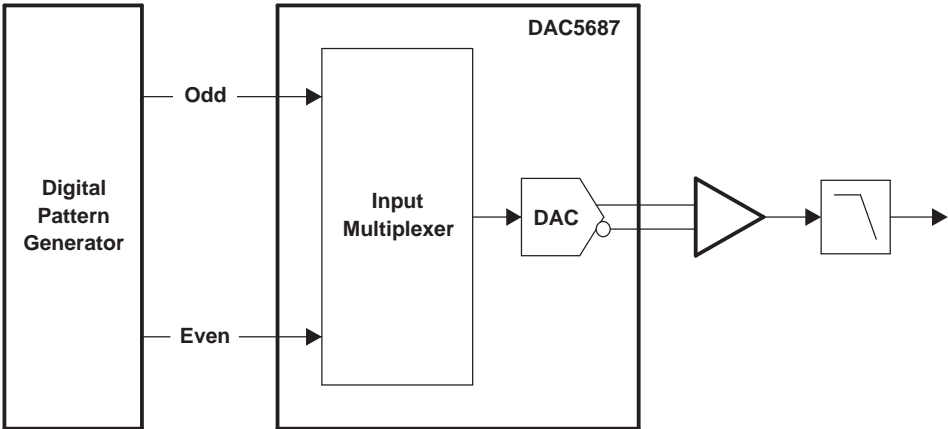 DAC5687
Odd
Digital
Pattern
Generator
Input
Multiplexer
DAC
Even